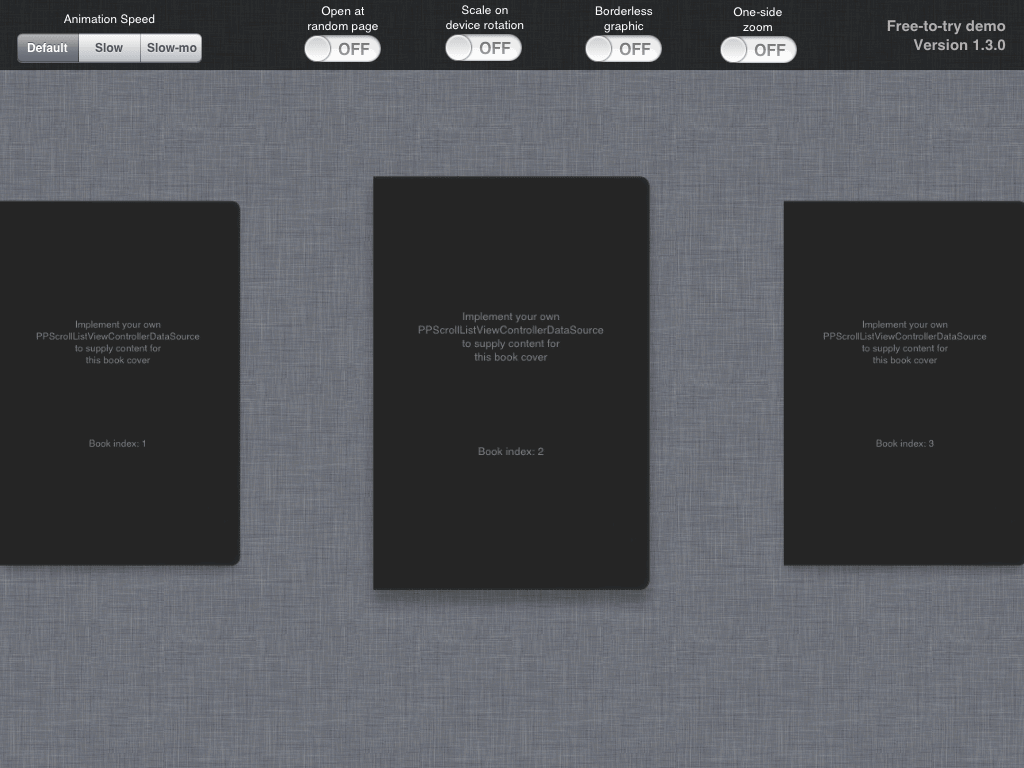 Animation Speed
Default Slow Slow-mo
Open at
random page
OFF
Scale on
device rotation
OFF
Borderless
graphic
OFF
One-side
zoom
OFF
Free-to-try demo
Version 1.3.0
Implement your own
PPScrollListViewControllerDataSource
to supply content for
this book cover
Book index: 1
Implement your own
PPScrollListViewControllerDataSource
to supply content for
this book cover
Book index: 2
Implement your own
PPScrollListViewControllerDataSource
to supply content for
this book cover
Book index: 3